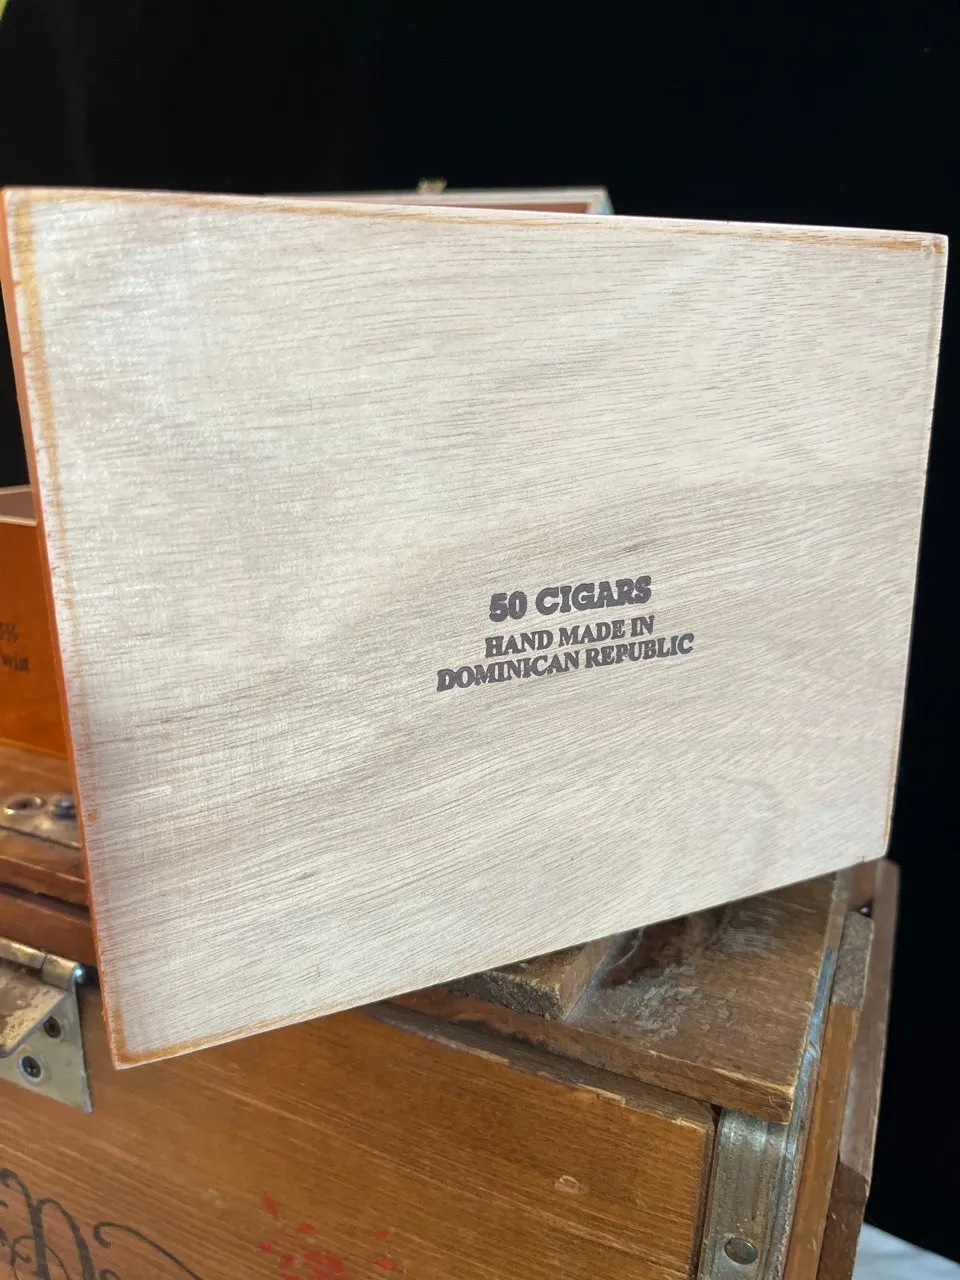 50 CIGARS
HAND MADE IN
DOMINICAN REPUBLIC